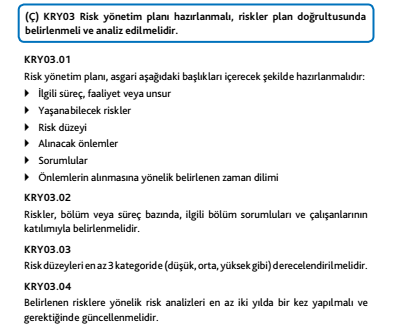 (Ç) KRY03 Risk yönetim planı hazırlanmalı, riskler plan doğrultusunda
belirlenmeli ve analiz edilmelidir.
KRY03.01
Risk yönetim planı, asgari aşağıdaki başlıkları içerecek şekilde hazırlanmalıdır:
İlgili süreç, faaliyet veya unsur
Yaşanabilecek riskler
Risk düzeyi
Alınacak önlemler
Sorumlular
Önlemlerin alınmasına yönelik belirlenen zaman dilimi
KRY03.02
Riskler, bölüm veya süreç bazında, ilgili bölüm sorumluları ve çalışanlarının
katılımıyla belirlenmelidir.
KRY03.03
Risk düzeyleri en az 3 kategoride (düşük, orta, yüksek gibi) derecelendirilmelidir.
KRY03.04
Belirlenen risklere yönelik risk analizleri en az iki yılda bir kez yapılmalı ve
gerektiğinde güncellenmelidir.